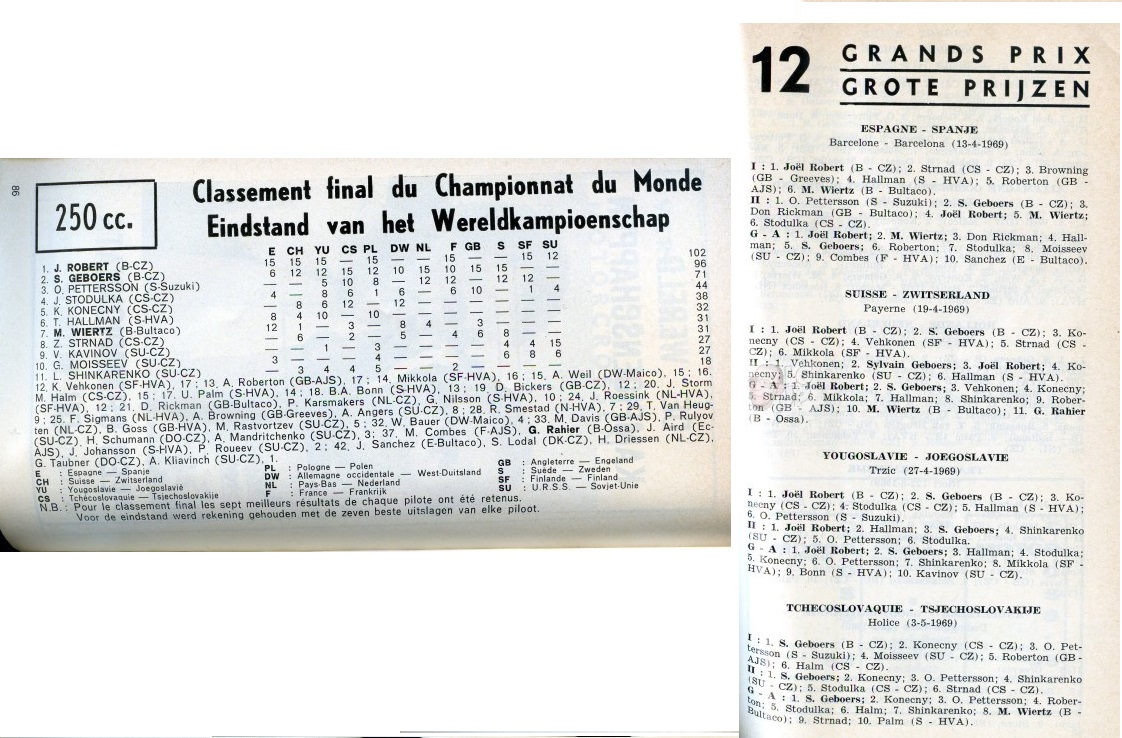 86
250 cc.
Classement final du Championnat du Monde
Eindstand van het Wereldkampioenschap
E CH YU CS PL DW NL F GB S SF SU
1. J. ROBERT (B-CZ) 15 15 15 — 15 — — 15 — — 15 12 102
2. S. GEBOERS (B-CZ) 6 12 12 15 12 10 15 10 15 15 — — 96
3. O. PETTERSSON (S-Suzuki) — — 5 10 8 — 12 12 — 12 12 — 71
4. J. STODULKA (CS-CZ) 4 — 8 6 1 6 — 6 10 — 1 4 44
5. K. KONECNY (CS-CZ) — 8 6 12 — 12 — — — — — — 38
6. T. HALLMAN (S-HVA) 8 4 10 — 10 — — — — — — — 32
7. M. WIERTZ (B-Bultaco) 12 1 — 3 — 8 4 — 3 — — — 31
8. Z. STRNAD (CS-CZ) — 6 — 2 — 5 — 4 6 8 — — 31
9. V. KAVINOV (SU-CZ) — — 1 — 3 — — — — 4 4 15 27
10. G. MOISSEEV (SU-CZ) 3 — — — 4 — — — — 6 8 6 27
11. L. SHINKARENKO (SU-CZ) — 3 4 4 5 — — 2 — — — — 18
12. K. Vehkonen (SF-HVA), 17 ; 13. A. Roberton (GB-AJS), 17 ; 14. Mikkola (SF-HVA), 16 ; 15. A. Weil (DW-Maico), 15 ; 16.
M. Halm (CS-CZ), 15 ; 17. U. Palm (S-HVA), 14 ; 18. B.A. Bonn (S-HVA), 13 ; 19. D. Bickers (GB-CZ), 12 ; 20. J. Storm
(SF-HVA), 12 ; 21. D. Rickman (GB-Bultaco), P. Karsmakers (NL-CZ), G. Nilsson (S-HVA), 10 ; 24. J. Roessink (NL-HVA),
9 ; 25. F. Sigmans (NL-HVA), A. Browning (GB-Greeves), A. Angers (SU-CZ), 8 ; 28. R. Smestad (N-HVA), 7 ; 29. T. Van Heug-
ten (NL-CZ), B. Goss (GB-HVA), M. Rastvortzev (SU-CZ), 5 ; 32. W. Bauer (DW-Maico), 4 ; 33. M. Davis (GB-AJS), P. Rulyov
(SU-CZ), H. Schumann (DO-CZ), A. Mandritchenko (SU-CZ), 3; 37. M. Combes (F-AJS), G. Rahier (B-Ossa), J. Aird (Ec-
AJS), J. Johansson (S-HVA), P. Roueev (SU-CZ), 2 ; 42, J. Sanchez (E-Bultaco), S. Lodal (DK-CZ), H. Driessen (NL-CZ),
G. Taubner (DO-CZ), A. Kliavinch (SU-CZ), 1.
E : Espagne — Spanje
CH : Suisse — Zwitserland
YU : Yougoslavie — Joegoslavië
CS : Tchécoslovaquie — Tsjechoslovakije
PL : Pologne — Polen
DW : Allemagne occidentale — West-Duitsland
NL : Pays-Bas — Nederland
F : France — Frankrijk
GB : Angleterre — Engeland
S : Suède — Zweden
SF : Finlande — Finland
SU : U.R.S.S. — Sovjet-Unie
N.B. : Pour le classement final les sept meilleurs résultats de chaque pilote ont été retenus.
Voor de eindstand werd rekening gehouden met de zeven beste uitslagen van elke piloot.
12 GRANDS PRIX
GROTE PRIJZEN
ESPAGNE - SPANJE
Barcelone - Barcelona (13-4-1969)
I : 1. Joël Robert (B - CZ); 2. Strnad (CS - CZ); 3. Browning
(GB - Greeves); 4. Hallman (S - HVA); 5. Roberton (GB -
AJS); 6. M. Wiertz (B - Bultaco).
II : 1. O. Pettersson (S - Suzuki); 2. S. Geboers (B - CZ); 3.
Don Rickman (GB - Bultaco); 4. Joël Robert; 5. M. Wiertz;
6. Stodulka (CS - CZ).
G - A : 1. Joël Robert; 2. M. Wiertz; 3. Don Rickman; 4. Hall-
man; 5. S. Geboers; 6. Roberton; 7. Stodulka; 8. Moisseev
(SU - CZ); 9. Combes (F - HVA); 10. Sanchez (E - Bultaco).
SUISSE - ZWITSERLAND
Payerne (19-4-1969)
I : 1. Joël Robert (B - CZ); 2. S. Geboers (B - CZ); 3. Ko-
necny (CS - CZ); 4. Vehkonen (SF - HVA); 5. Strnad (CS -
CZ); 6. Mikkola (SF - HVA).
II : 1. Vehkonen; 2. Sylvain Geboers; 3. Joël Robert; 4. Ko-
necny; 5. Shinkarenko (SU - CZ); 6. Hallman (S - HVA).
G - A : 1. Joël Robert; 2. S. Geboers; 3. Vehkonen; 4. Konecny;
5. Strnad; 6. Mikkola; 7. Hallman; 8. Shinkarenko; 9. Rober-
ton (GB - AJS); 10. M. Wiertz (B - Bultaco); 11. G. Rahier
(B - Ossa).
YOUGOSLAVIE - JOEGOSLAVIE
Trzic (27-4-1969)
I : 1. Joël Robert (B - CZ); 2. S. Geboers (B - CZ); 3. Ko-
necny (CS - CZ); 4. Stodulka (CS - CZ); 5. Hallman (S - HVA);
6. O. Pettersson (S - Suzuki).
II : 1. Joël Robert; 2. Hallman; 3. S. Geboers; 4. Shinkarenko
(SU - CZ); 5. O. Pettersson; 6. Stodulka.
G - A : 1. Joël Robert; 2. S. Geboers; 3. Hallman; 4. Stodulka;
5. Konecny; 6. O. Pettersson; 7. Shinkarenko; 8. Mikkola (SF -
HVA); 9. Bonn (S - HVA); 10. Kavinov (SU - CZ).
TCHECOSLOVAQUIE - TSJECHOSLOVAKIJE
Holice (3-5-1969)
I : 1. S. Geboers (B - CZ); 2. Konecny (CS - CZ); 3. O. Pet-
tersson (S - Suzuki); 4. Moisseev (SU - CZ); 5. Roberton (GB -
AJS); 6. Halm (CS - CZ).
II : 1. S. Geboers; 2. Konecny; 3. O. Pettersson; 4. Shinkarenko
(SU - CZ); 5. Stodulka (CS - CZ); 6. Strnad (CS - CZ).
G - A : 1. S. Geboers; 2. Konecny; 3. O. Pettersson; 4. Rober-
ton; 5. Stodulka; 6. Halm; 7. Shinkarenko; 8. M. Wiertz (B -
Bultaco); 9. Strnad; 10. Palm (S - HVA).